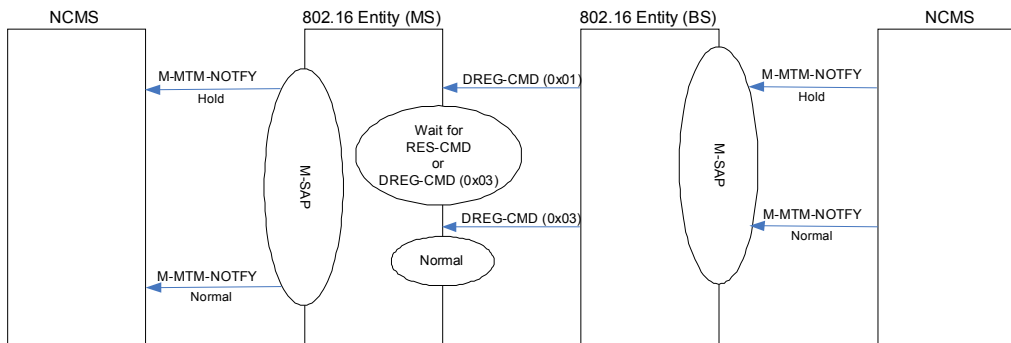 NCMS
802.16 Entity (MS)
802.16 Entity (BS)
NCMS
M-MTM-NOTFY
Hold
DREG-CMD (0x01)
M-MTM-NOTFY
Hold
Wait for
RES-CMD
or
DREG-CMD (0x03)
M-SAP
M-SAP
DREG-CMD (0x03)
M-MTM-NOTFY
Normal
Normal
M-MTM-NOTFY
Normal